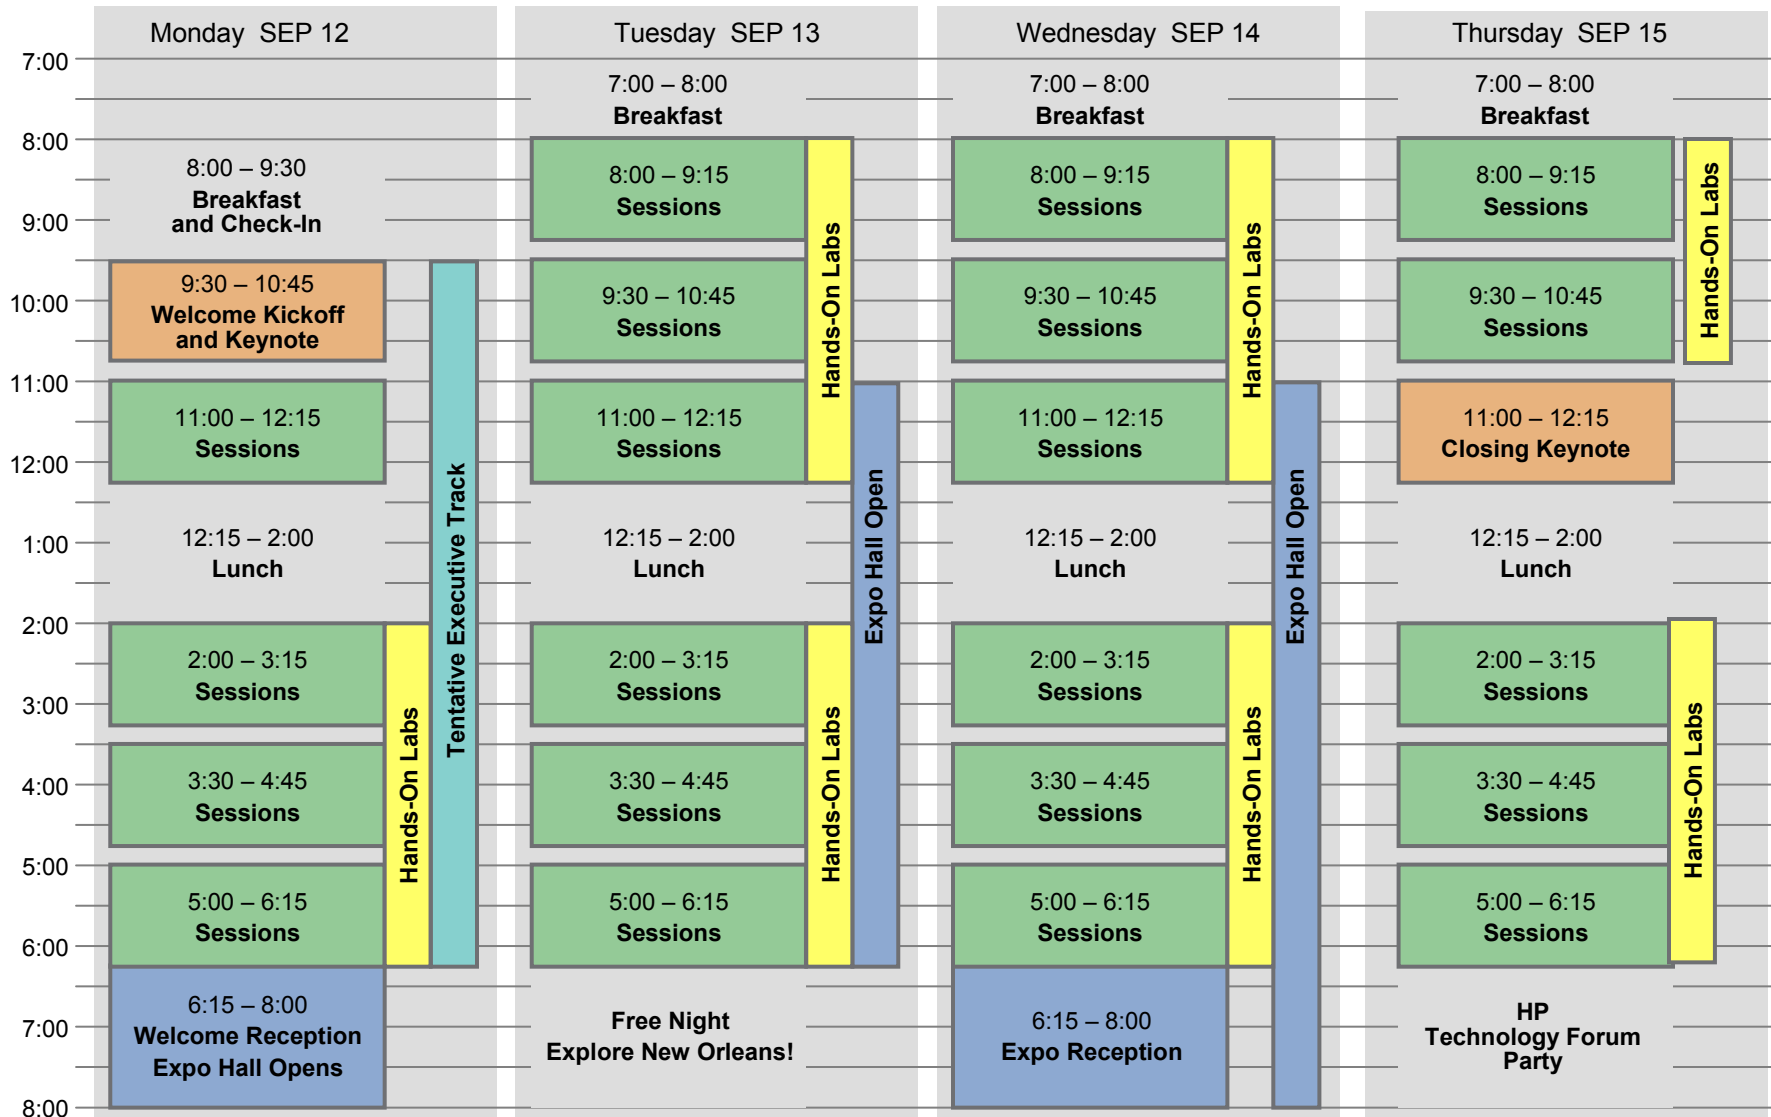 Monday SEP 12
Tuesday SEP 13
Wednesday SEP 14
Thursday SEP 15
7:00
8:00
9:00
10:00
11:00
12:00
1:00
2:00
3:00
4:00
5:00
6:00
7:00
8:00
8:00 – 9:30
Breakfast
and Check-In
9:30 – 10:45
Welcome Kickoff
and Keynote
11:00 – 12:15
Sessions
12:15 – 2:00
Lunch
2:00 – 3:15
Sessions
3:30 – 4:45
Sessions
5:00 – 6:15
Sessions
6:15 – 8:00
Welcome Reception
Expo Hall Opens
Hands-On Labs
Tentative Executive Track
7:00 – 8:00
Breakfast
8:00 – 9:15
Sessions
9:30 – 10:45
Sessions
11:00 – 12:15
Sessions
12:15 – 2:00
Lunch
2:00 – 3:15
Sessions
3:30 – 4:45
Sessions
5:00 – 6:15
Sessions
Free Night
Explore New Orleans!
Hands-On Labs
Hands-On Labs
Expo Hall Open
7:00 – 8:00
Breakfast
8:00 – 9:15
Sessions
9:30 – 10:45
Sessions
11:00 – 12:15
Sessions
12:15 – 2:00
Lunch
2:00 – 3:15
Sessions
3:30 – 4:45
Sessions
5:00 – 6:15
Sessions
6:15 – 8:00
Expo Reception
Hands-On Labs
Hands-On Labs
Expo Hall Open
7:00 – 8:00
Breakfast
8:00 – 9:15
Sessions
9:30 – 10:45
Sessions
11:00 – 12:15
Closing Keynote
12:15 – 2:00
Lunch
2:00 – 3:15
Sessions
3:30 – 4:45
Sessions
5:00 – 6:15
Sessions
HP
Technology Forum
Party
Hands-On Labs
Hands-On Labs